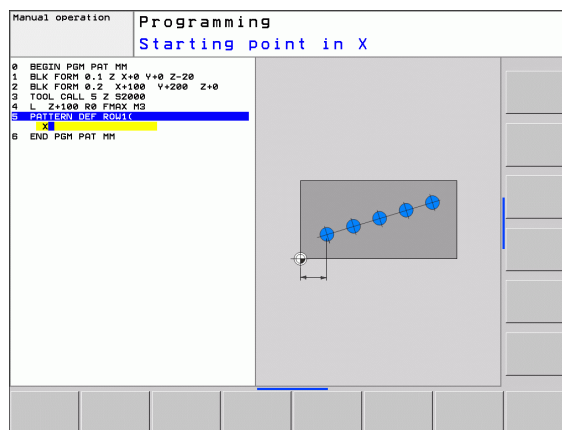 Manual operation
Programming
Starting point in X
0 BEGIN PGM PAT MM
1 BLK FORM 0.1 Z X+0 Y+0 Z-20
2 BLK FORM 0.2 X+100 Y+200 Z+0
3 TOOL CALL 5 Z S2000
4 L Z+100 R0 FMAX M3
5 PATTERN DEF ROW1(
X
6 END PGM PAT MM